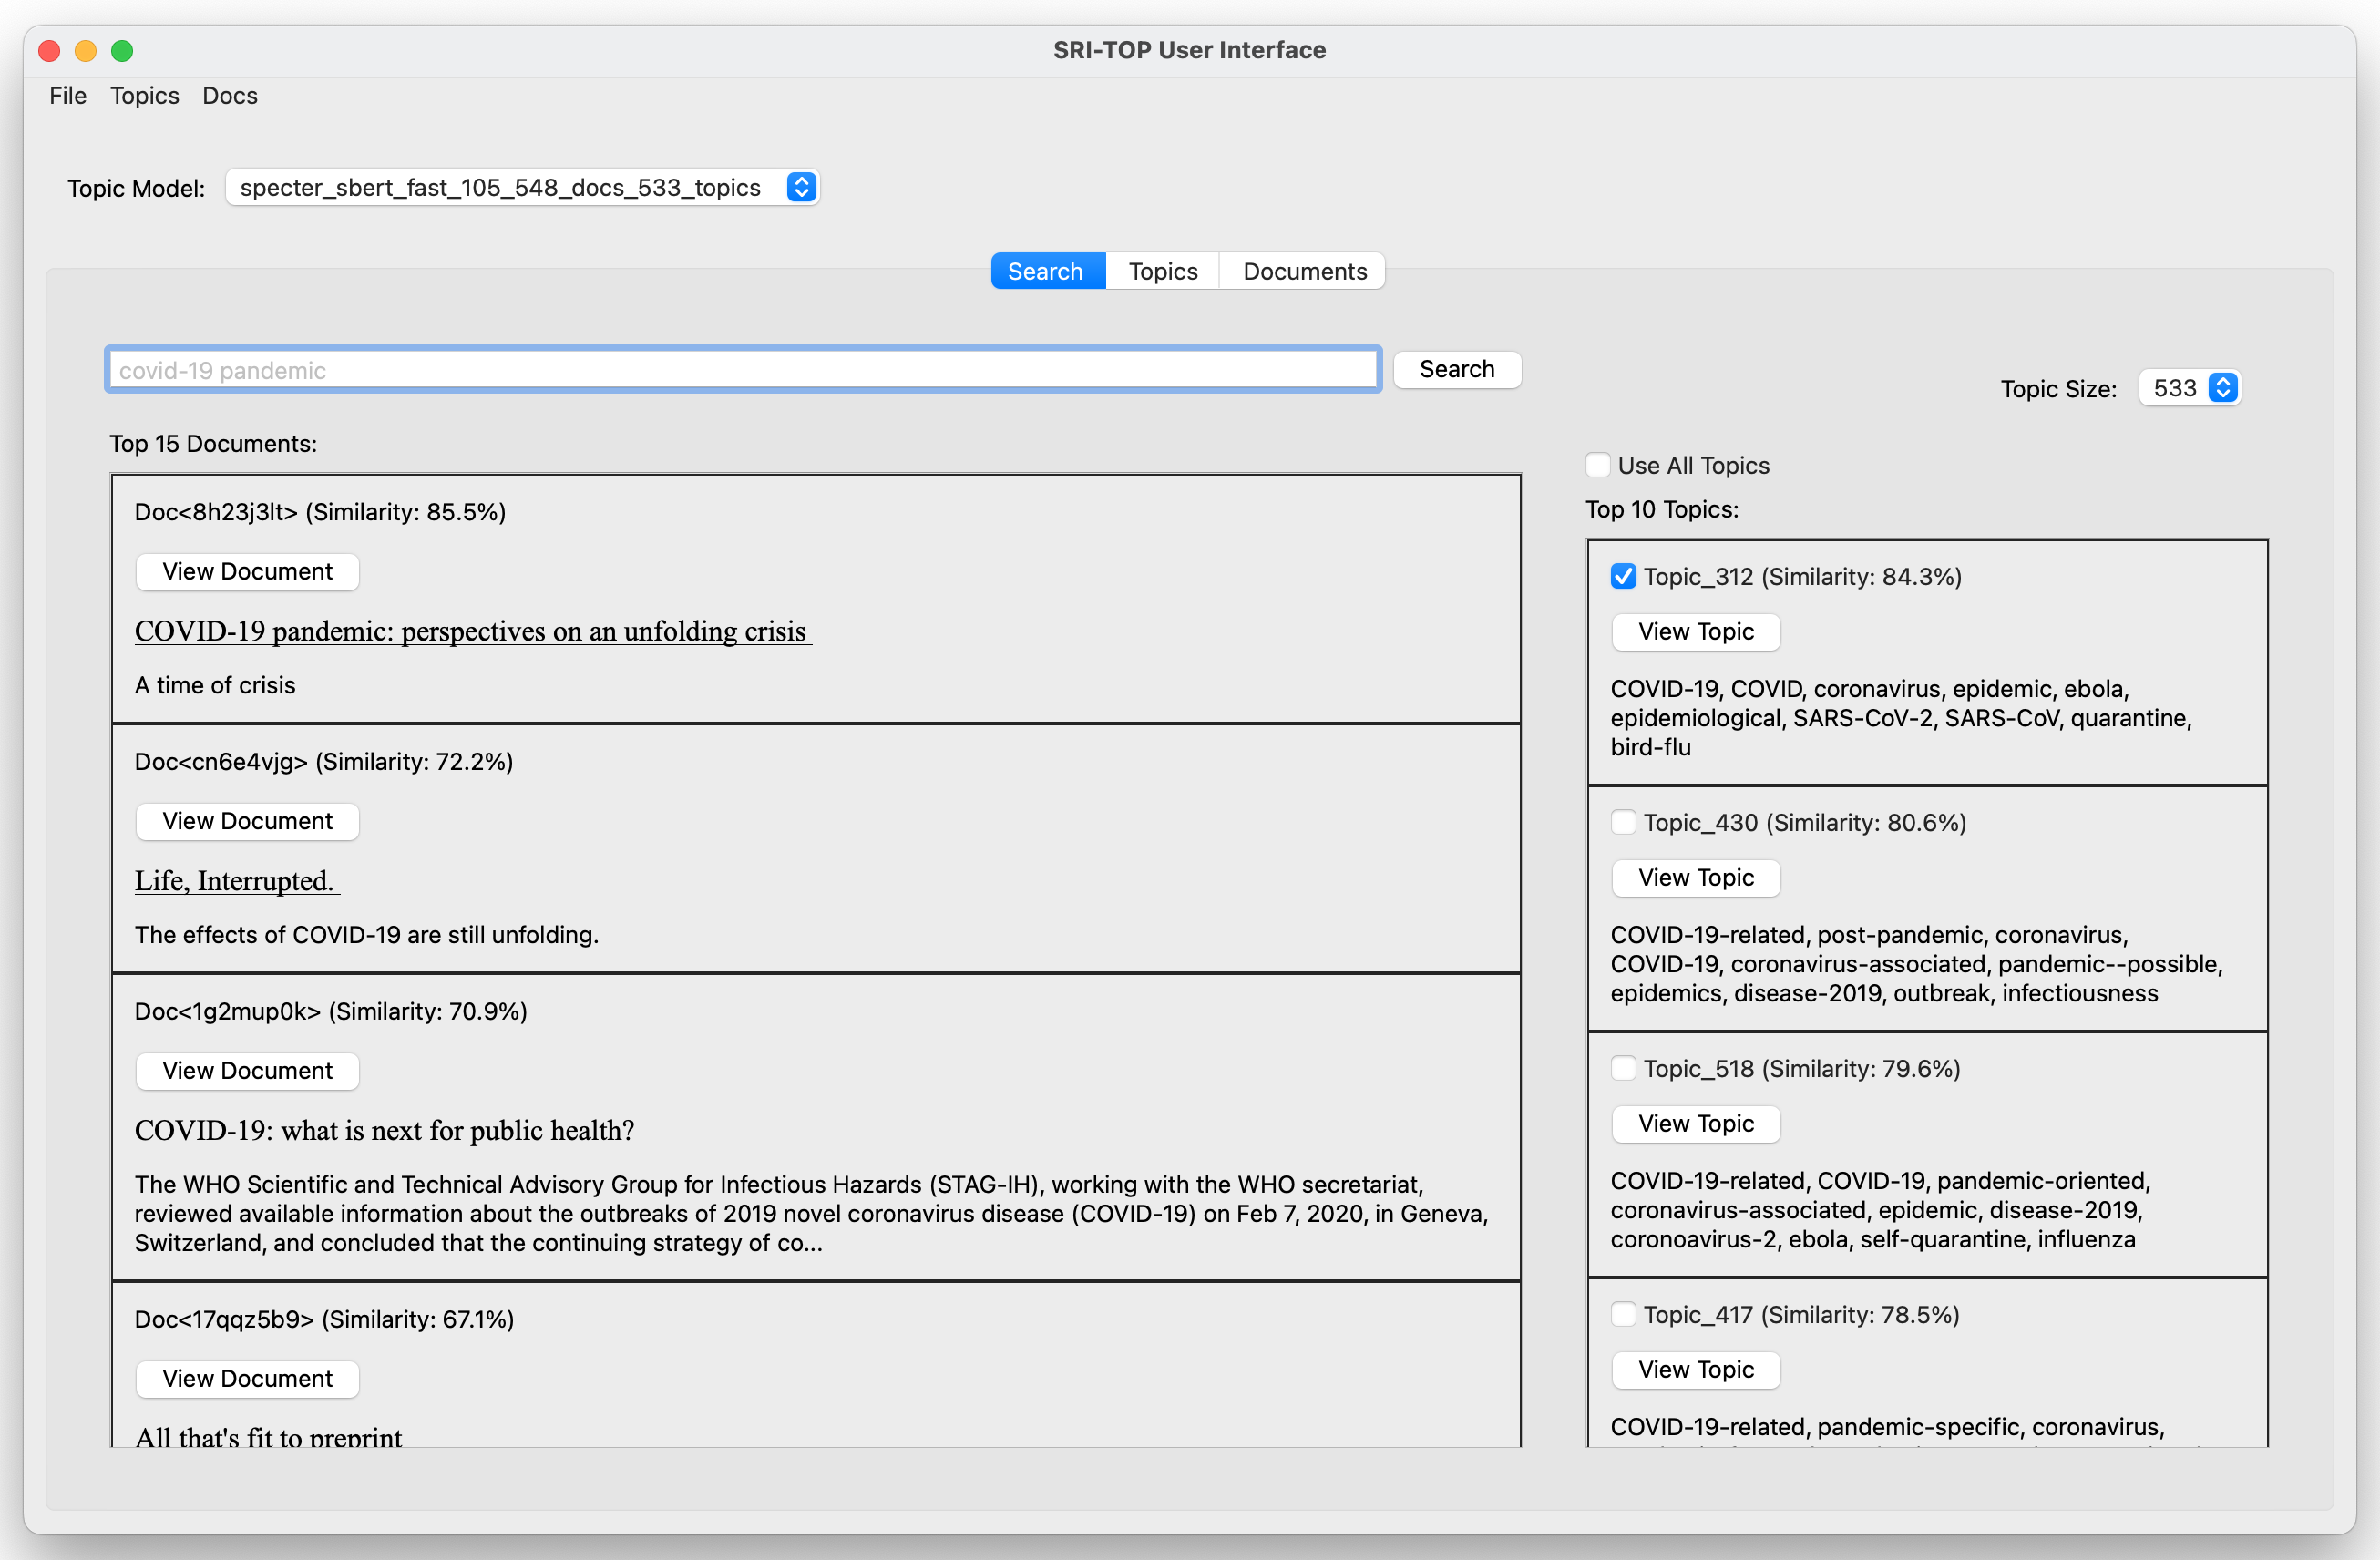 SRI-TOP User Interface
File Topics Docs
Topic Model: specter_sbert_fast_105_548_docs_533_topics
Search Topics Documents
covid-19 pandemic Search
Topic Size: 533
Top 15 Documents:
Doc<8h23j3lt> (Similarity: 85.5%)
View Document
COVID-19 pandemic: perspectives on an unfolding crisis
A time of crisis
Doc<cn6e4vjg> (Similarity: 72.2%)
View Document
Life, Interrupted.
The effects of COVID-19 are still unfolding.
Doc<1g2mup0k> (Similarity: 70.9%)
View Document
COVID-19: what is next for public health?
The WHO Scientific and Technical Advisory Group for Infectious Hazards (STAG-IH), working with the WHO secretariat,
reviewed available information about the outbreaks of 2019 novel coronavirus disease (COVID-19) on Feb 7, 2020, in Geneva,
Switzerland, and concluded that the continuing strategy of co...
Doc<17qqz5b9> (Similarity: 67.1%)
View Document
All that's fit to preprint
Use All Topics
Top 10 Topics:
Topic_312 (Similarity: 84.3%)
View Topic
COVID-19, COVID, coronavirus, epidemic, ebola,
epidemiological, SARS-CoV-2, SARS-CoV, quarantine,
bird-flu
Topic_430 (Similarity: 80.6%)
View Topic
COVID-19-related, post-pandemic, coronavirus,
COVID-19, coronavirus-associated, pandemic--possible,
epidemics, disease-2019, outbreak, infectiousness
Topic_518 (Similarity: 79.6%)
View Topic
COVID-19-related, COVID-19, pandemic-oriented,
coronavirus-associated, epidemic, disease-2019,
coronoavirus-2, ebola, self-quarantine, influenza
Topic_417 (Similarity: 78.5%)
View Topic
COVID-19-related, pandemic-specific, coronavirus,